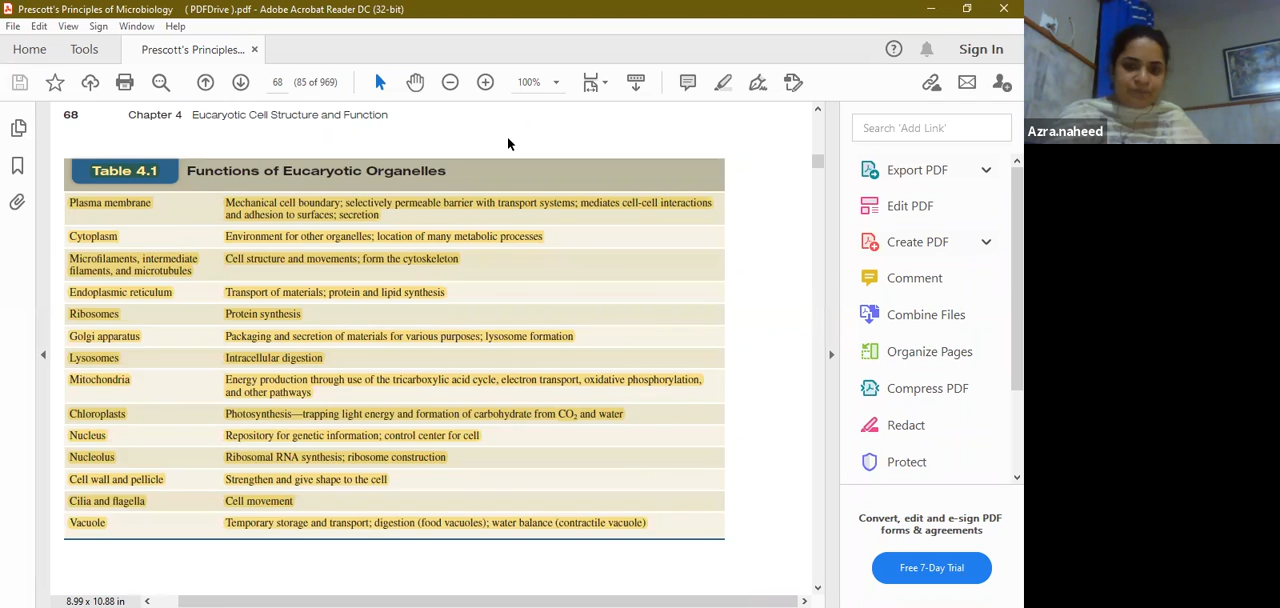 Prescott's Principles of Microbiology ( PDFDrive ).pdf - Adobe Acrobat Reader DC (32-bit)
File Edit View Sign Window Help
Home Tools Prescott's Principles... × Sign In
68 (85 of 969) 100%
68 Chapter 4 Eucaryotic Cell Structure and Function
Table 4.1 Functions of Eucaryotic Organelles
Plasma membrane Mechanical cell boundary; selectively permeable barrier with transport systems; mediates cell-cell interactions
and adhesion to surfaces; secretion
Cytoplasm Environment for other organelles; location of many metabolic processes
Microfilaments, intermediate Cell structure and movements; form the cytoskeleton
filaments, and microtubules
Endoplasmic reticulum Transport of materials; protein and lipid synthesis
Ribosomes Protein synthesis
Golgi apparatus Packaging and secretion of materials for various purposes; lysosome formation
Lysosomes Intracellular digestion
Mitochondria Energy production through use of the tricarboxylic acid cycle, electron transport, oxidative phosphorylation,
and other pathways
Chloroplasts Photosynthesis—trapping light energy and formation of carbohydrate from CO₂ and water
Nucleus Repository for genetic information; control center for cell
Nucleolus Ribosomal RNA synthesis; ribosome construction
Cell wall and pellicle Strengthen and give shape to the cell
Cilia and flagella Cell movement
Vacuole Temporary storage and transport; digestion (food vacuoles); water balance (contractile vacuole)
8.99 x 10.88 in
Search 'Add Link'
Export PDF
Edit PDF
Create PDF
Comment
Combine Files
Organize Pages
Compress PDF
Redact
Protect
Convert, edit and e-sign PDF
forms & agreements
Free 7-Day Trial
Azra.naheed